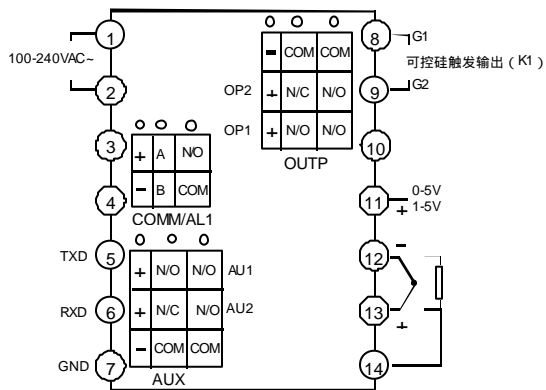 1
100-240VAC~
2
3
4
TXD 5
RXD 6
GND 7
− COM COM
OP2 + N/C N/O
OP1 + N/O N/O
OUTP
+ A N/O
− B COM
COMM/AL1
+ N/O N/O AU1
+ N/C N/O AU2
− COM COM
AUX
8 G1
可控硅触发输出（K1）
9 G2
10
11 0-5V
+ 1-5V
12 −
13
+
14